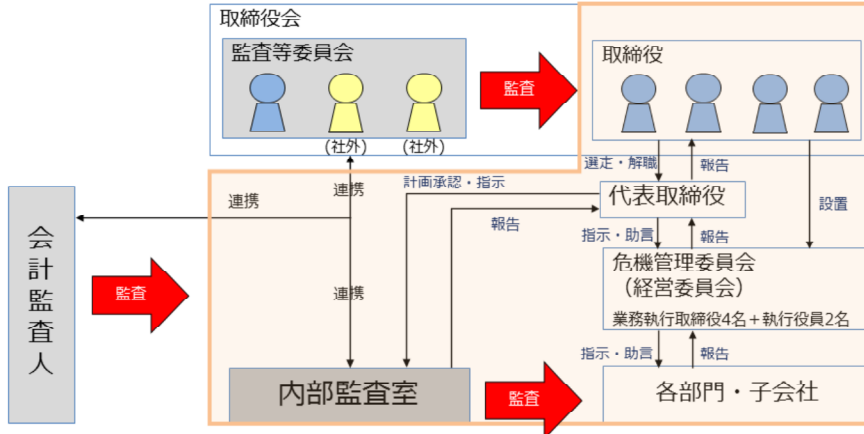 取締役会
監査等委員会
(社外)
(社外)
監査
取締役
選走・解職
報告
設置
代表取締役
計画承認・指示
報告
指示・助言
報告
危機管理委員会
(経営委員会)
業務執行取締役4名+執行役員2名
指示・助言
報告
各部門・子会社
連携
連携
連携
会計監査人
監査
内部監査室
監査